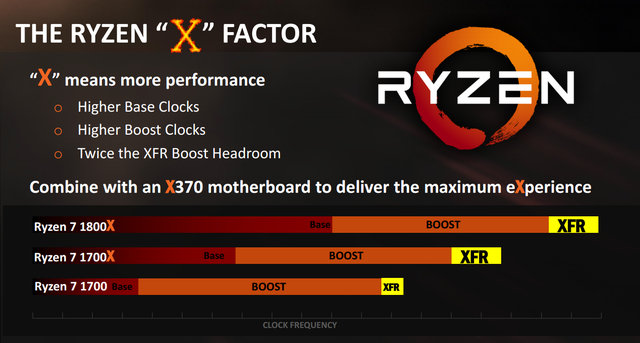 THE RYZEN “X” FACTOR
“X” means more performance
Higher Base Clocks
Higher Boost Clocks
Twice the XFR Boost Headroom
RYZEN
Combine with an X370 motherboard to deliver the maximum eXperience
Ryzen 7 1800X Base BOOST XFR
Ryzen 7 1700X Base BOOST XFR
Ryzen 7 1700 Base BOOST XFR
CLOCK FREQUENCY